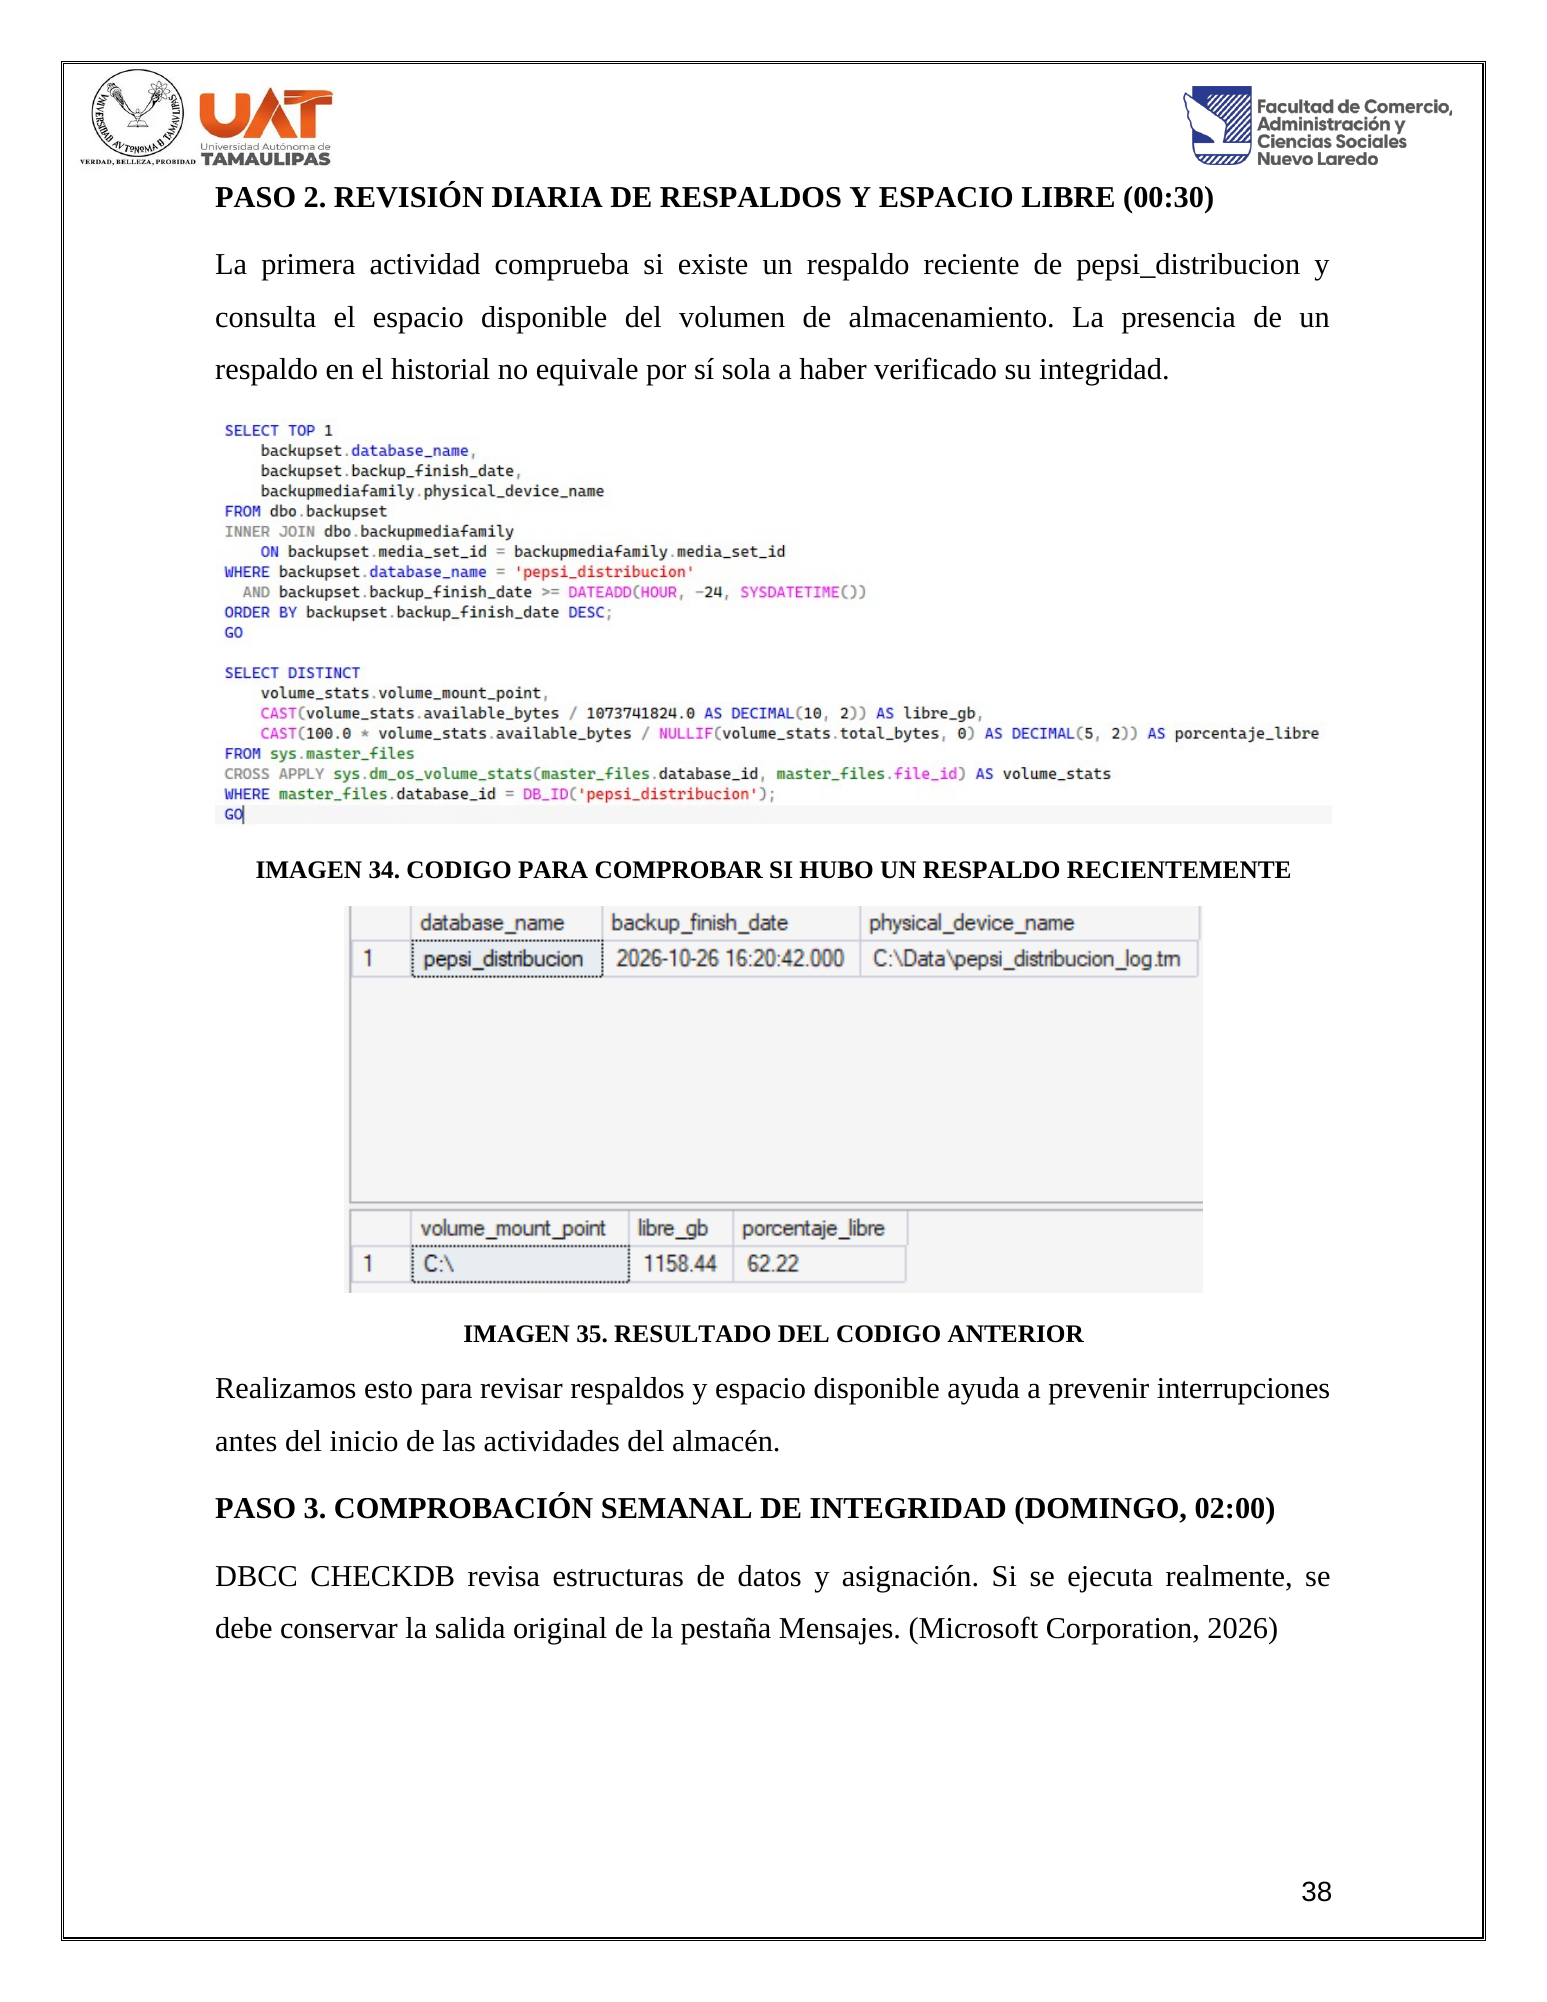 VNIVERSIDAD AVTONOMA D TAMAVLIPAS
VERDAD, BELLEZA, PROBIDAD
UAT
Universidad Autónoma de
TAMAULIPAS
Facultad de Comercio,
Administración y
Ciencias Sociales
Nuevo Laredo
PASO 2. REVISIÓN DIARIA DE RESPALDOS Y ESPACIO LIBRE (00:30)
La primera actividad comprueba si existe un respaldo reciente de pepsi_distribucion y
consulta el espacio disponible del volumen de almacenamiento. La presencia de un
respaldo en el historial no equivale por sí sola a haber verificado su integridad.
SELECT TOP 1
backupset.database_name,
backupset.backup_finish_date,
backupmediafamily.physical_device_name
FROM dbo.backupset
INNER JOIN dbo.backupmediafamily
ON backupset.media_set_id = backupmediafamily.media_set_id
WHERE backupset.database_name = 'pepsi_distribucion'
AND backupset.backup_finish_date >= DATEADD(HOUR, -24, SYSDATETIME())
ORDER BY backupset.backup_finish_date DESC;
GO
SELECT DISTINCT
volume_stats.volume_mount_point,
CAST(volume_stats.available_bytes / 1073741824.0 AS DECIMAL(10, 2)) AS libre_gb,
CAST(100.0 * volume_stats.available_bytes / NULLIF(volume_stats.total_bytes, 0) AS DECIMAL(5, 2)) AS porcentaje_libre
FROM sys.master_files
CROSS APPLY sys.dm_os_volume_stats(master_files.database_id, master_files.file_id) AS volume_stats
WHERE master_files.database_id = DB_ID('pepsi_distribucion');
GO
IMAGEN 34. CODIGO PARA COMPROBAR SI HUBO UN RESPALDO RECIENTEMENTE
database_name backup_finish_date physical_device_name
1 pepsi_distribucion 2026-10-26 16:20:42.000 C:\Data\pepsi_distribucion_log.trn
volume_mount_point libre_gb porcentaje_libre
1 C:\ 1158.44 62.22
IMAGEN 35. RESULTADO DEL CODIGO ANTERIOR
Realizamos esto para revisar respaldos y espacio disponible ayuda a prevenir interrupciones
antes del inicio de las actividades del almacén.
PASO 3. COMPROBACIÓN SEMANAL DE INTEGRIDAD (DOMINGO, 02:00)
DBCC CHECKDB revisa estructuras de datos y asignación. Si se ejecuta realmente, se
debe conservar la salida original de la pestaña Mensajes. (Microsoft Corporation, 2026)
38